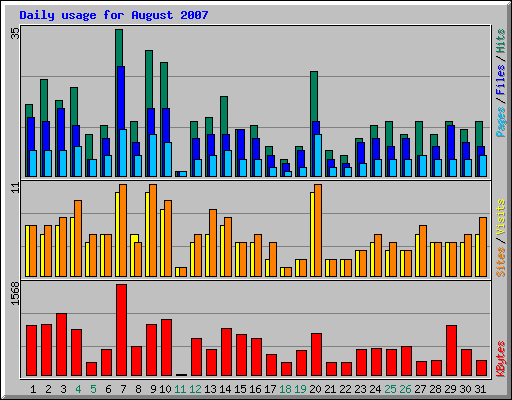 Daily usage for August 2007
35
Pages / Files / Hits
11
Sites / Visits
1568
KBytes
1 2 3 4 5 6 7 8 9 10 11 12 13 14 15 16 17 18 19 20 21 22 23 24 25 26 27 28 29 30 31